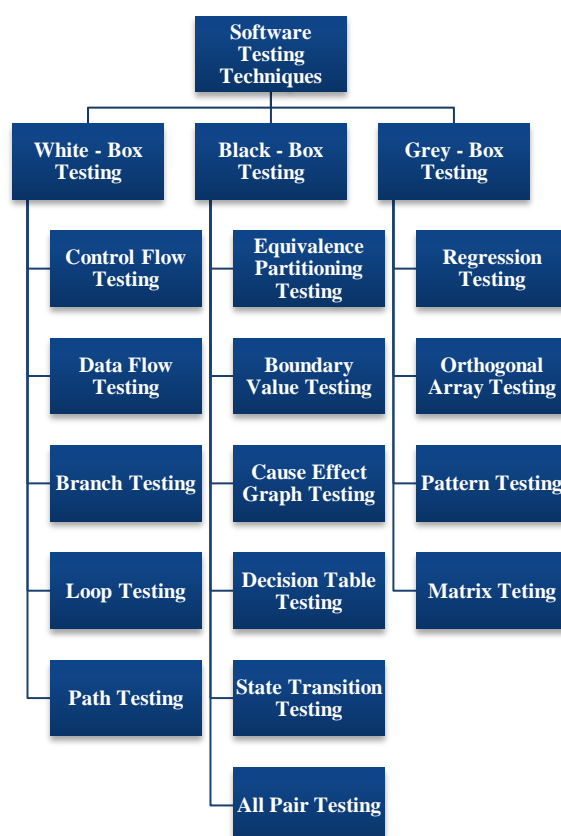 Software
Testing
Techniques
White - Box
Testing
Black - Box
Testing
Grey - Box
Testing
Control Flow
Testing
Data Flow
Testing
Branch Testing
Loop Testing
Path Testing
Equivalence
Partitioning
Testing
Boundary
Value Testing
Cause Effect
Graph Testing
Decision Table
Testing
State Transition
Testing
All Pair Testing
Regression
Testing
Orthogonal
Array Testing
Pattern Testing
Matrix Teting